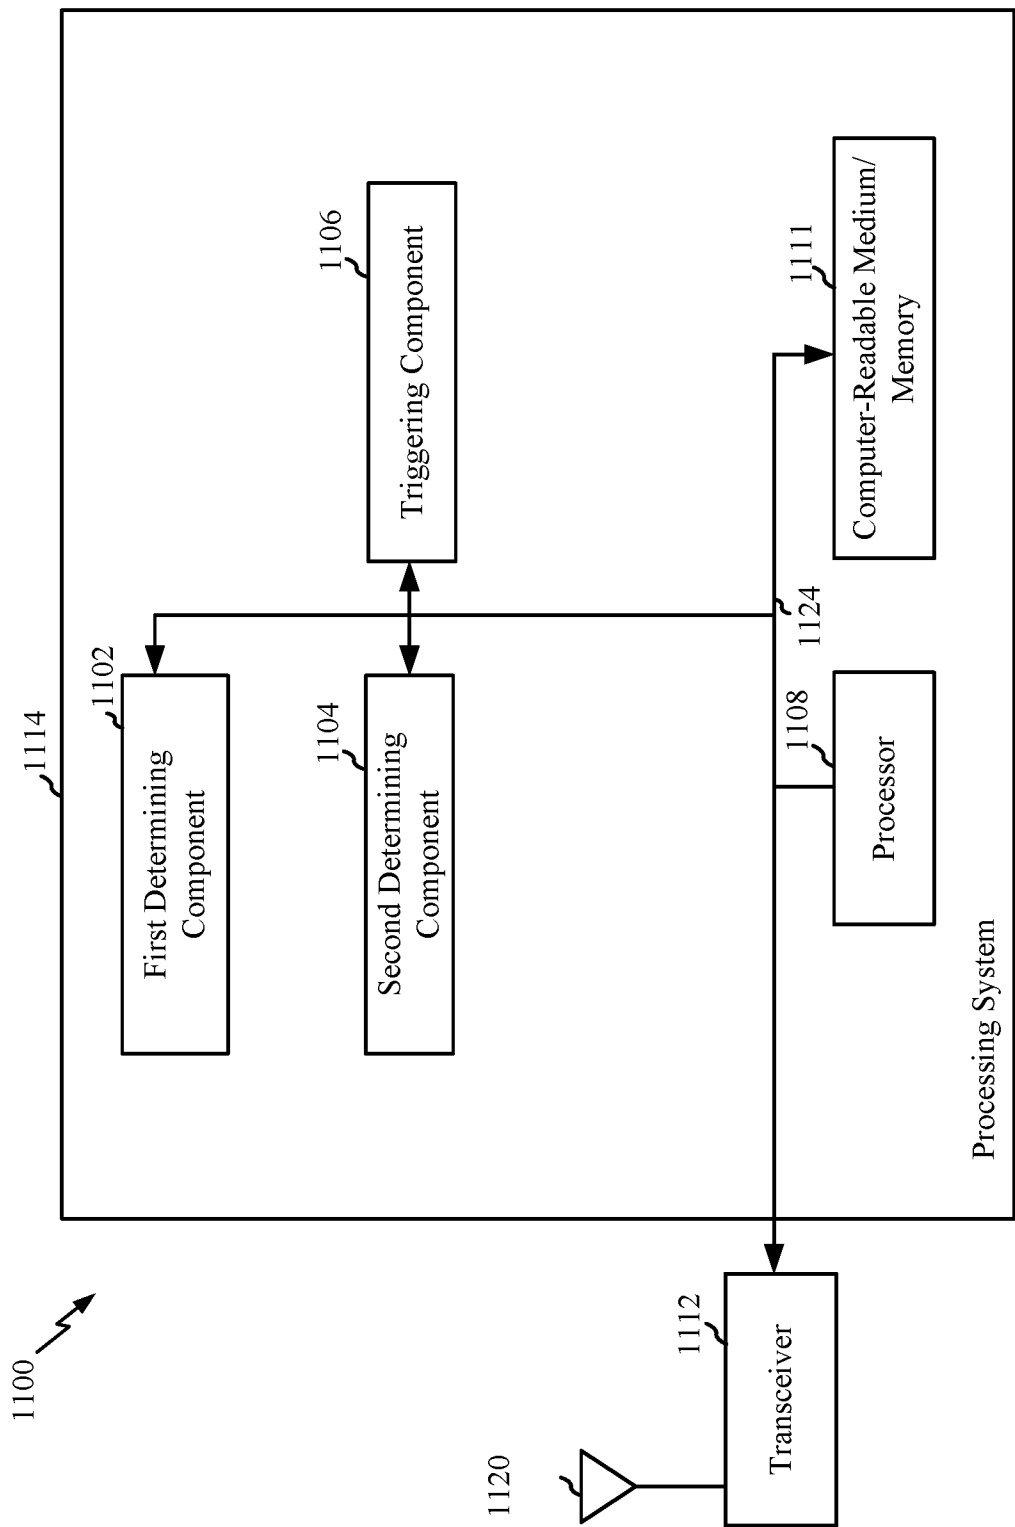 1100
1114
1102
First Determining
Component
1104
Second Determining
Component
1106
Triggering Component
1120
1112
Transceiver
1108
Processor
1124
1111
Computer-Readable Medium/
Memory
Processing System